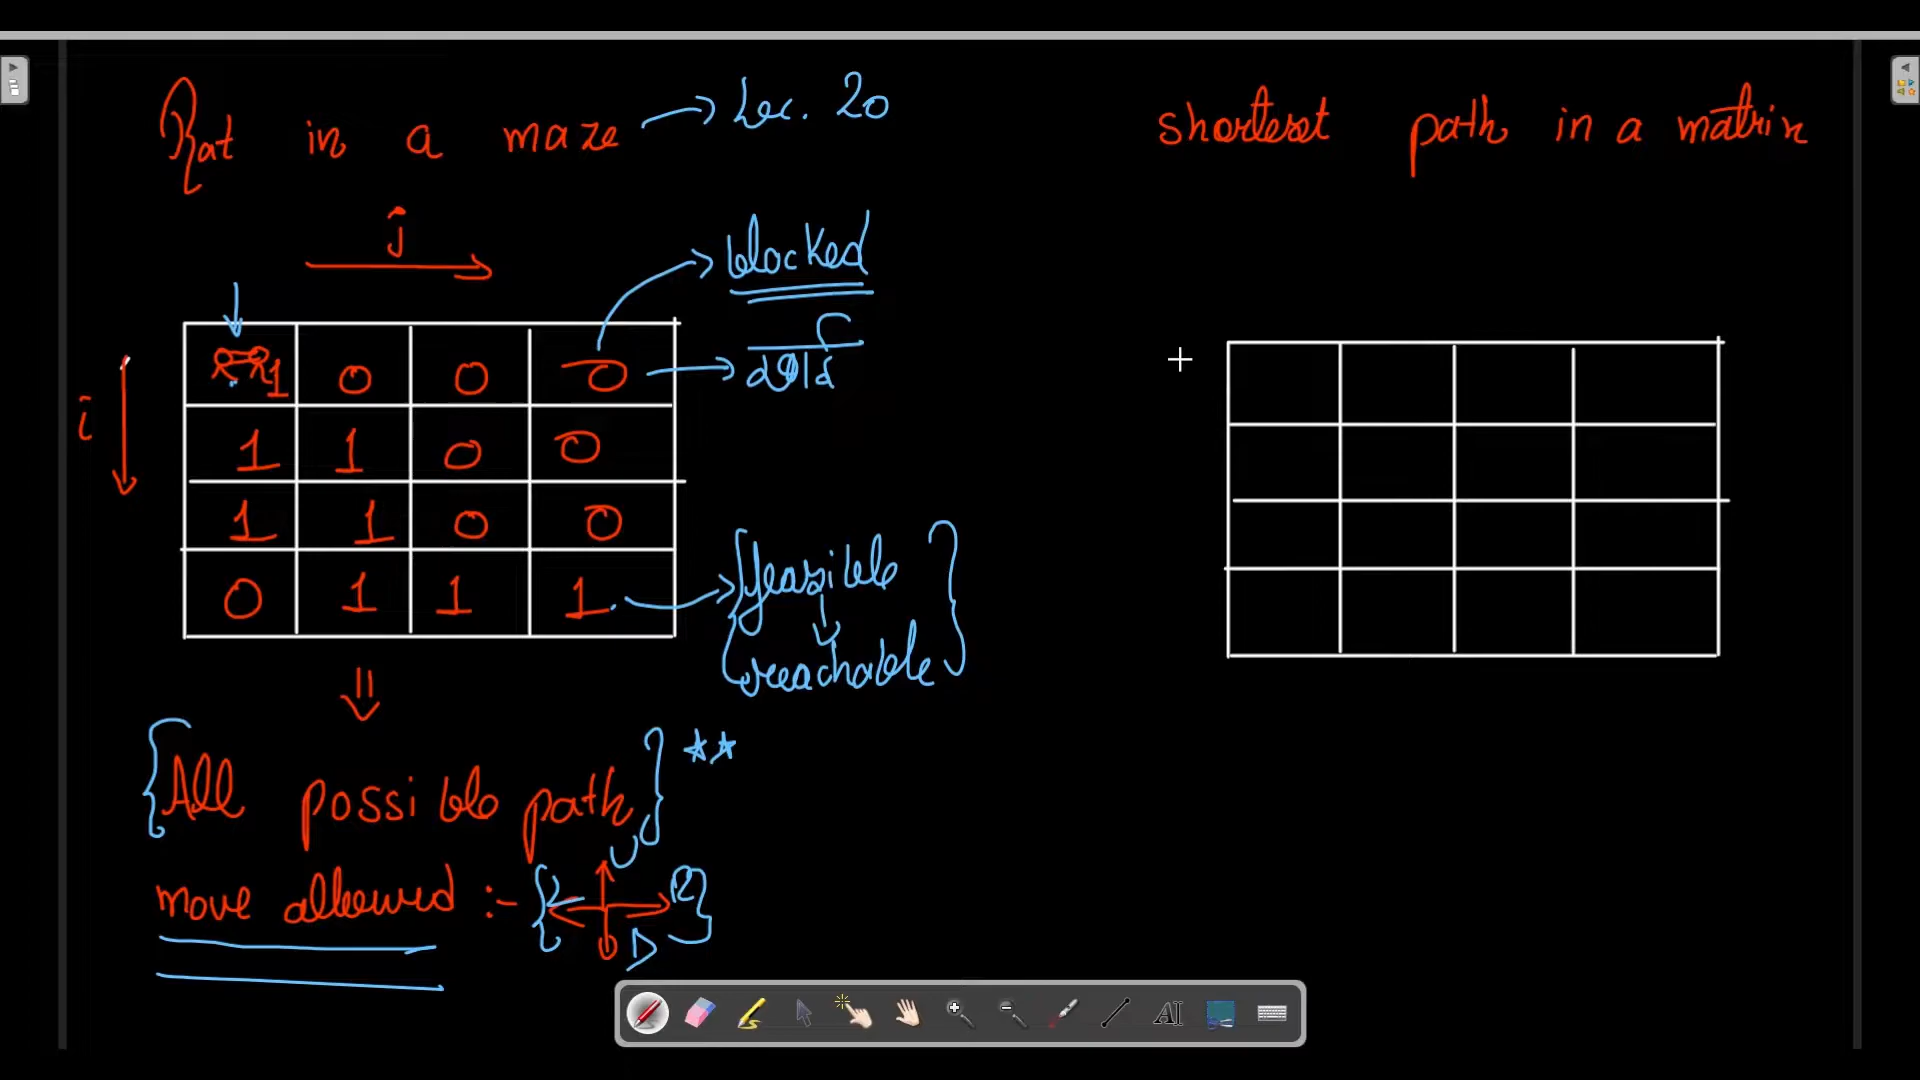 Rat in a maze → Lec. 20
j
blocked
i
1 0 0 0
1 1 0 0
1 1 0 0
0 1 1 1
{feasible
reachable}
{All possible path} **
move allowed :- { L U R D }
shortest path in a matrix
AI